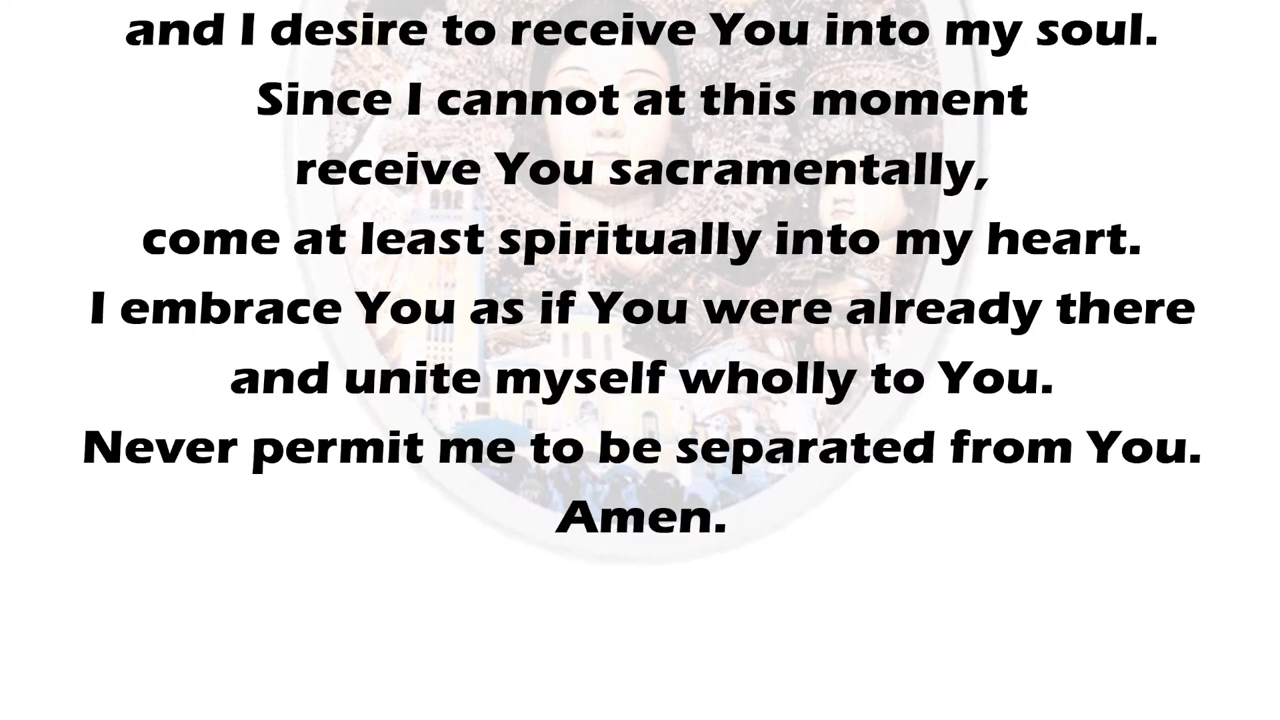 and I desire to receive You into my soul.
Since I cannot at this moment
receive You sacramentally,
come at least spiritually into my heart.
I embrace You as if You were already there
and unite myself wholly to You.
Never permit me to be separated from You.
Amen.